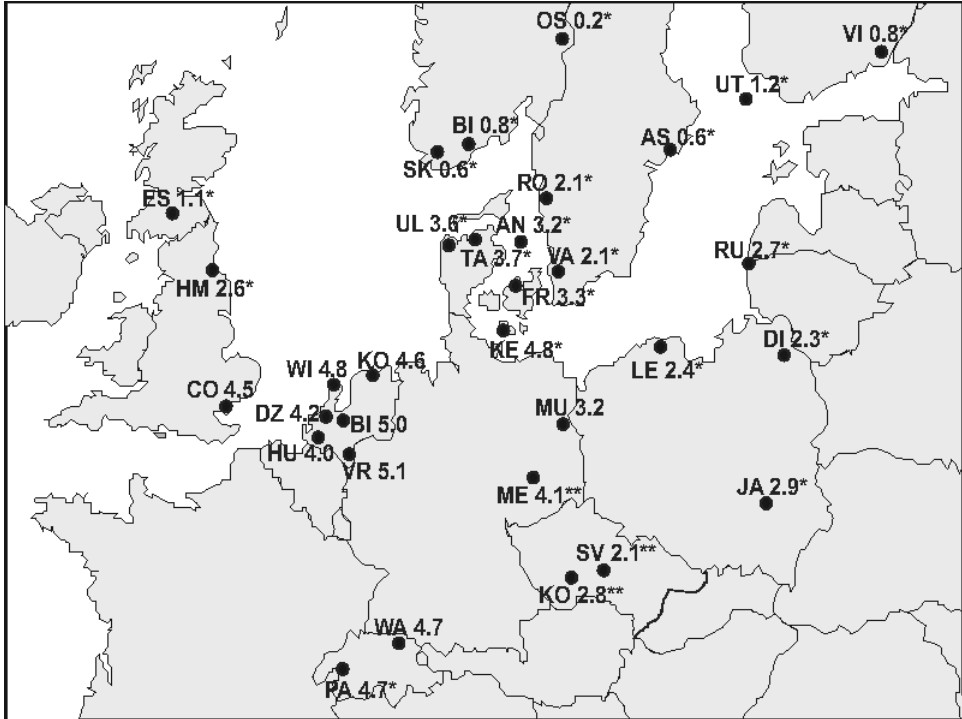 OS 0.2*
VI 0.8*
UT 1.2*
BI 0.8*
AS 0.6*
SK 0.6*
RO 2.1*
ES 1.1*
UL 3.6*
AN 3.2*
TA 3.7*
VA 2.1*
RU 2.7*
HM 2.6*
FR 3.3*
KE 4.8*
DI 2.3*
LE 2.4*
WI 4.8
KO 4.6
CO 4.5
DZ 4.2
BI 5.0
MU 3.2
HU 4.0
VR 5.1
ME 4.1**
JA 2.9*
SV 2.1**
KO 2.8**
WA 4.7
PA 4.7*